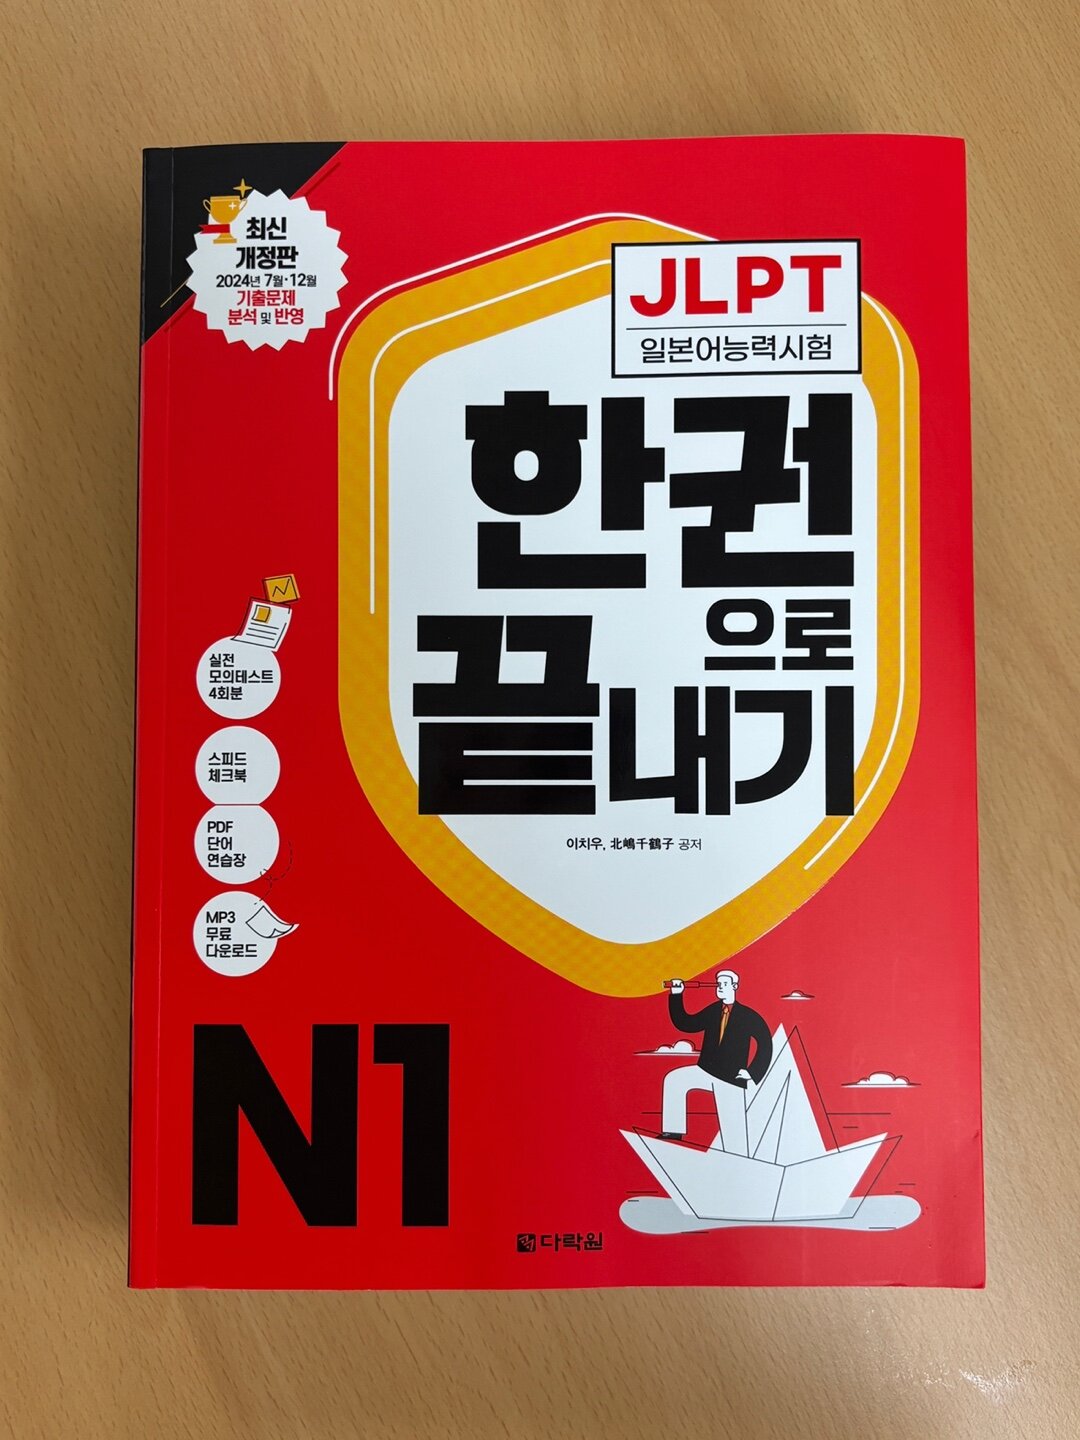 최신
개정판
2024년 7월·12월
기출문제
분석 및 반영
JLPT
일본어능력시험
한권
으로
끝내기
이치우, 北嶋千鶴子 공저
실전
모의테스트
4회분
스피드
체크북
PDF
단어
연습장
MP3
무료
다운로드
N1
다락원